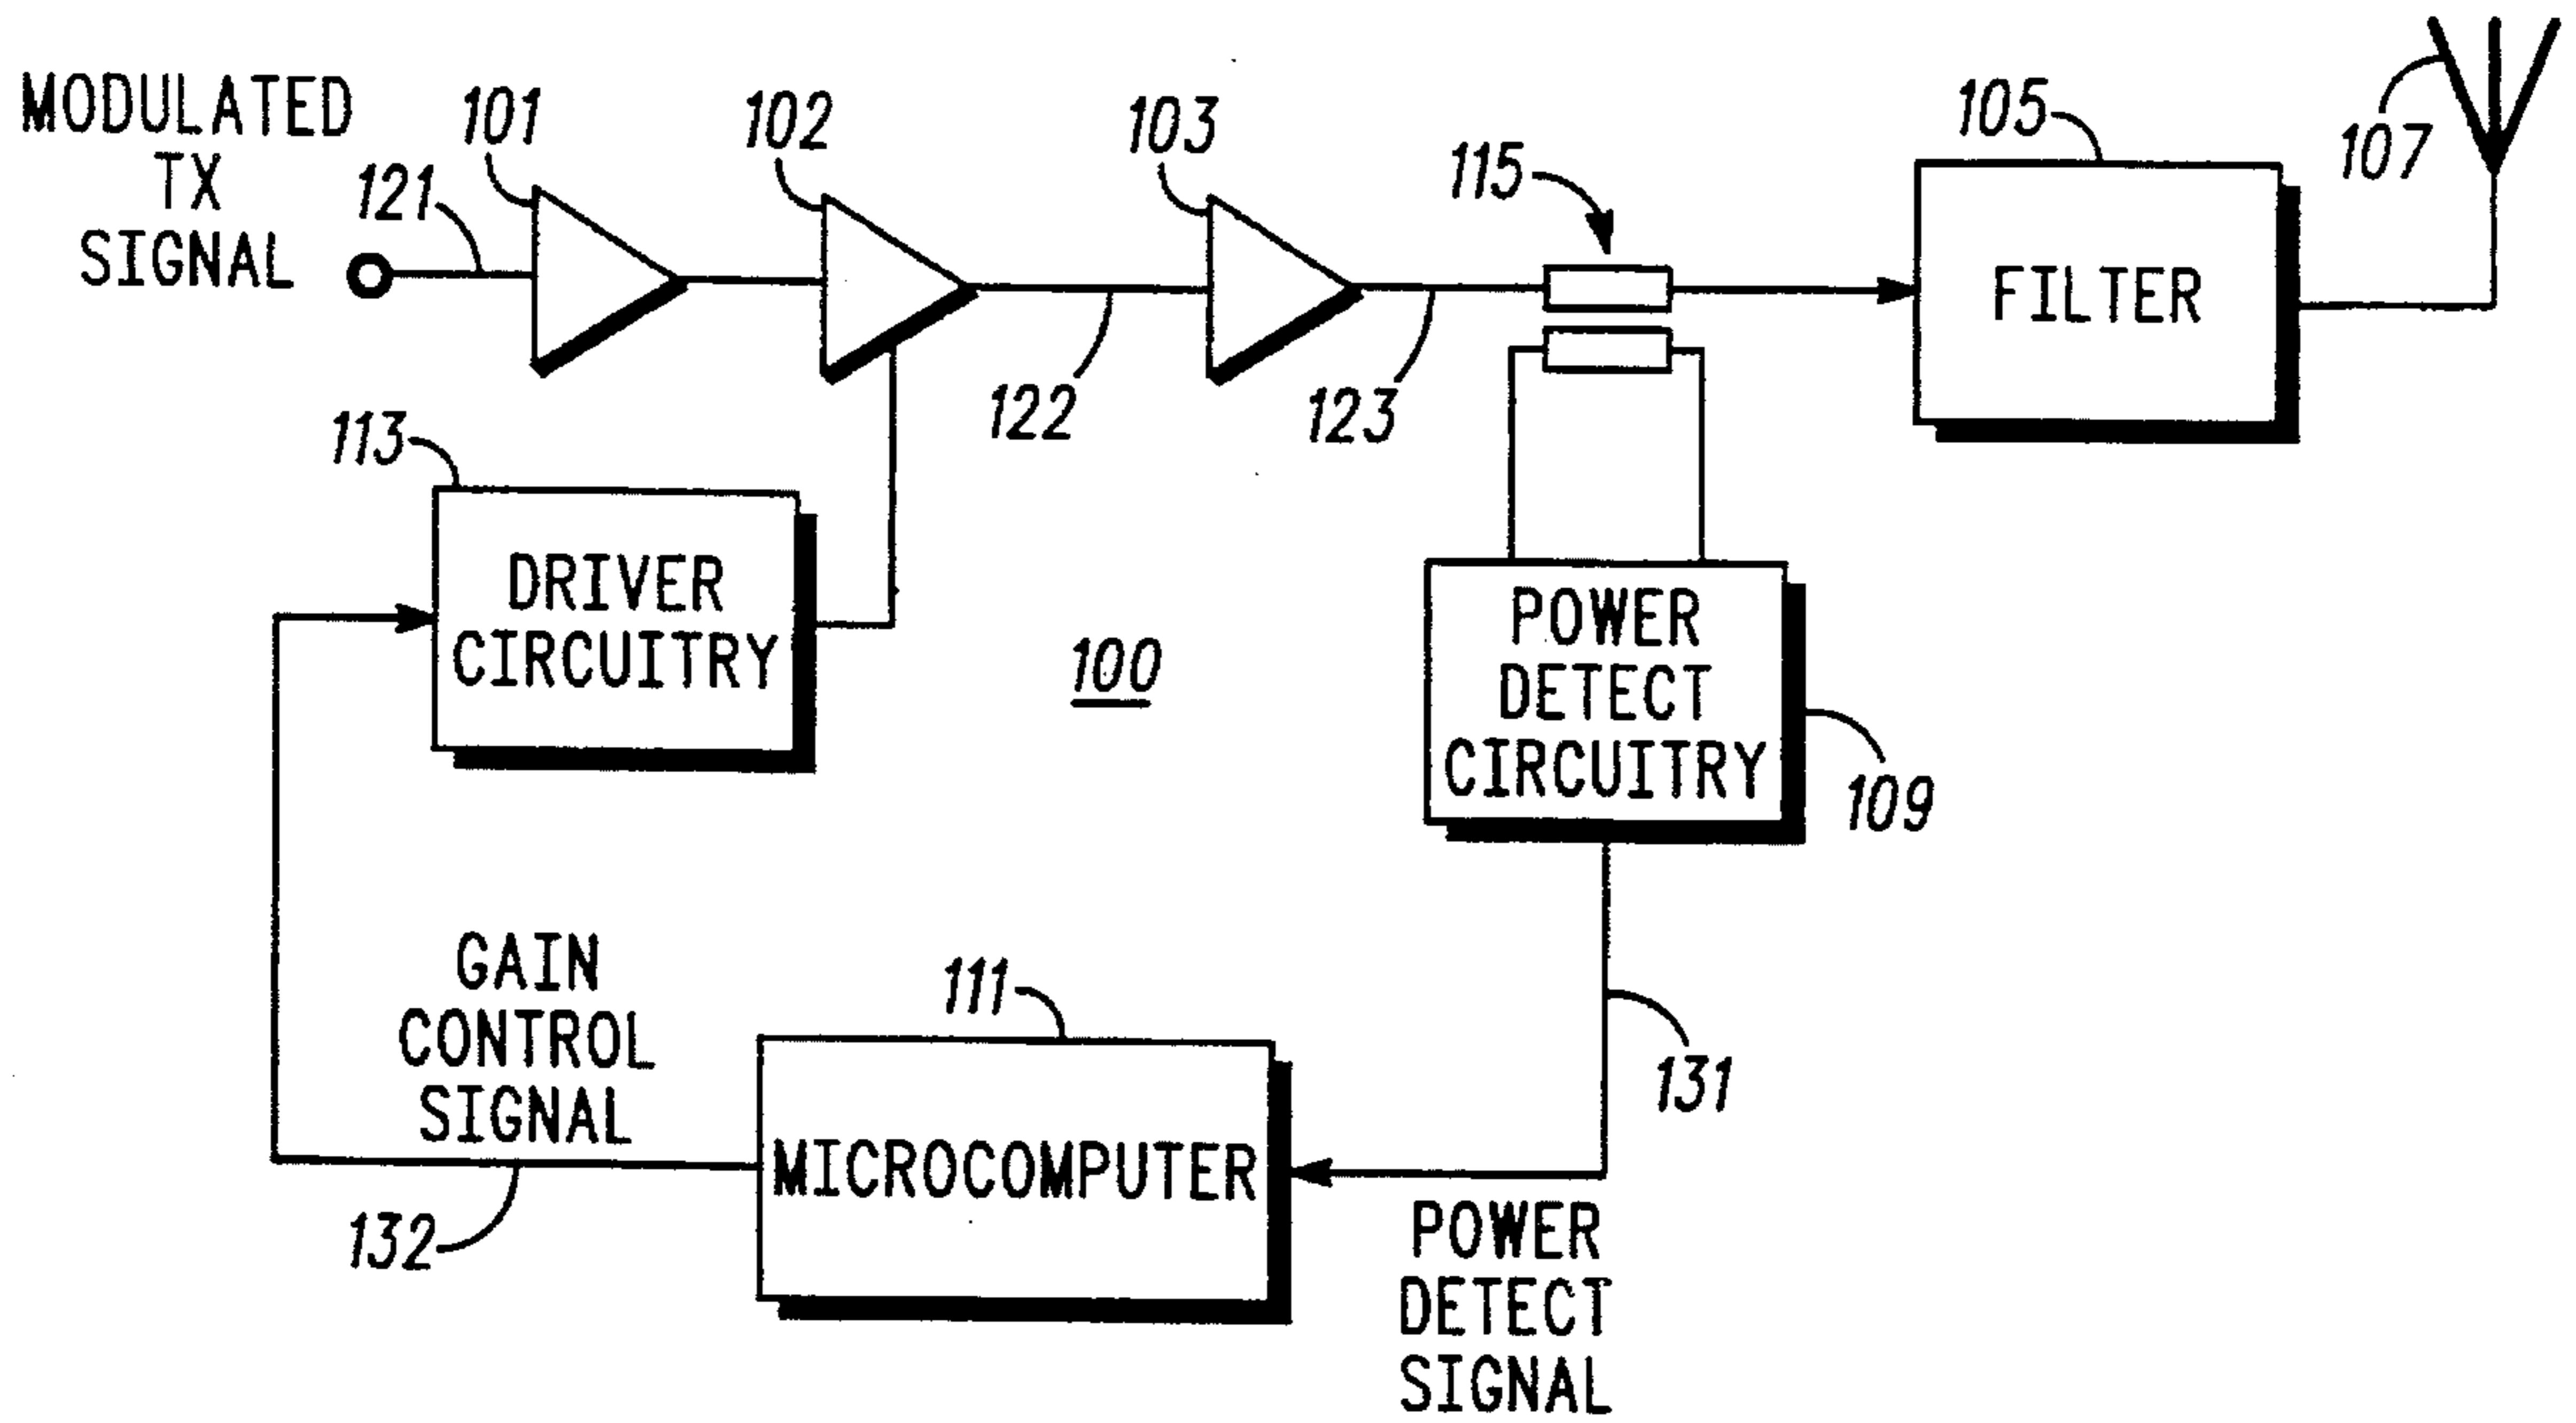 MODULATED
TX
SIGNAL
121
101
102
103
115
105
107
122
123
FILTER
113
DRIVER
CIRCUITRY
100
POWER
DETECT
CIRCUITRY
109
GAIN
CONTROL
SIGNAL
111
131
MICROCOMPUTER
132
POWER
DETECT
SIGNAL